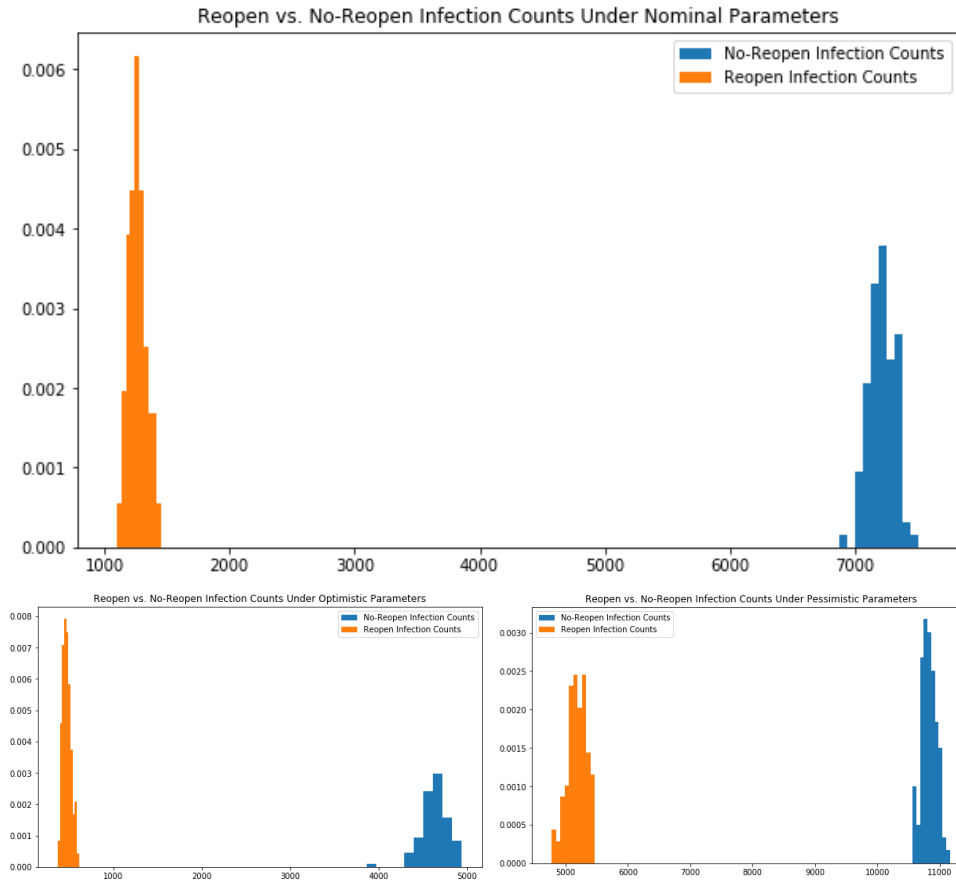 Reopen vs. No-Reopen Infection Counts Under Nominal Parameters
No-Reopen Infection Counts
Reopen Infection Counts
0.006
0.005
0.004
0.003
0.002
0.001
0.000
1000 2000 3000 4000 5000 6000 7000
Reopen vs. No-Reopen Infection Counts Under Optimistic Parameters
No-Reopen Infection Counts
Reopen Infection Counts
0.008
0.007
0.006
0.005
0.004
0.003
0.002
0.001
0.000
1000 2000 3000 4000 5000
Reopen vs. No-Reopen Infection Counts Under Pessimistic Parameters
No-Reopen Infection Counts
Reopen Infection Counts
0.0030
0.0025
0.0020
0.0015
0.0010
0.0005
0.0000
5000 6000 7000 8000 9000 10000 11000